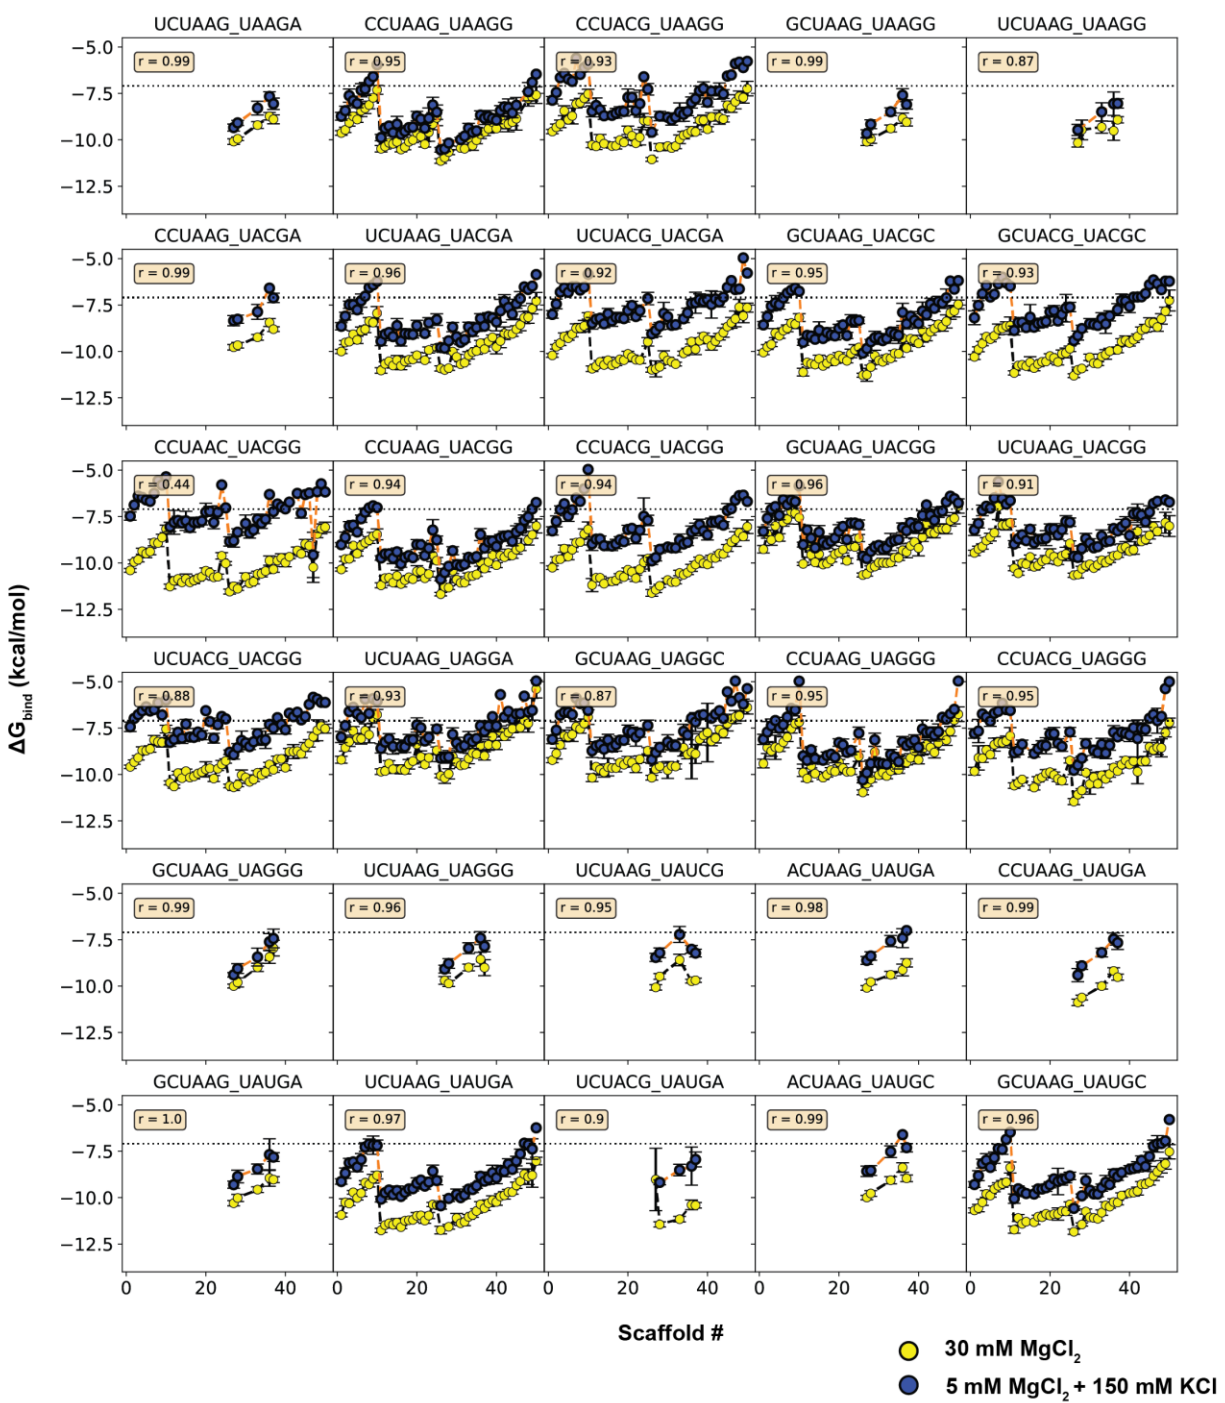 UCUAAG_UAAGA CCUAAG_UAAGG CCUACG_UAAGG GCUAAG_UAAGG UCUAAG_UAAGG
−5.0
r = 0.99 r = 0.95 r = 0.93 r = 0.99 r = 0.87
−7.5
−10.0
−12.5
CCUAAG_UACGA UCUAAG_UACGA UCUACG_UACGA GCUAAG_UACGC GCUACG_UACGC
−5.0
r = 0.99 r = 0.96 r = 0.92 r = 0.95 r = 0.93
−7.5
−10.0
−12.5
CCUAAC_UACGG CCUAAG_UACGG CCUACG_UACGG GCUAAG_UACGG UCUAAG_UACGG
−5.0
r = 0.44 r = 0.94 r = 0.94 r = 0.96 r = 0.91
−7.5
−10.0
−12.5
ΔG bind (kcal/mol)
UCUACG_UACGG UCUAAG_UAGGA GCUAAG_UAGGC CCUAAG_UAGGG CCUACG_UAGGG
−5.0
r = 0.88 r = 0.93 r = 0.87 r = 0.95 r = 0.95
−7.5
−10.0
−12.5
GCUAAG_UAGGG UCUAAG_UAGGG UCUAAG_UAUCG ACUAAG_UAUGA CCUAAG_UAUGA
−5.0
r = 0.99 r = 0.96 r = 0.95 r = 0.98 r = 0.99
−7.5
−10.0
−12.5
GCUAAG_UAUGA UCUAAG_UAUGA UCUACG_UAUGA ACUAAG_UAUGC GCUAAG_UAUGC
−5.0
r = 1.0 r = 0.97 r = 0.9 r = 0.99 r = 0.96
−7.5
−10.0
−12.5
0 20 40 0 20 40 0 20 40 0 20 40 0 20 40
Scaffold #
30 mM MgCl2
5 mM MgCl2 + 150 mM KCl